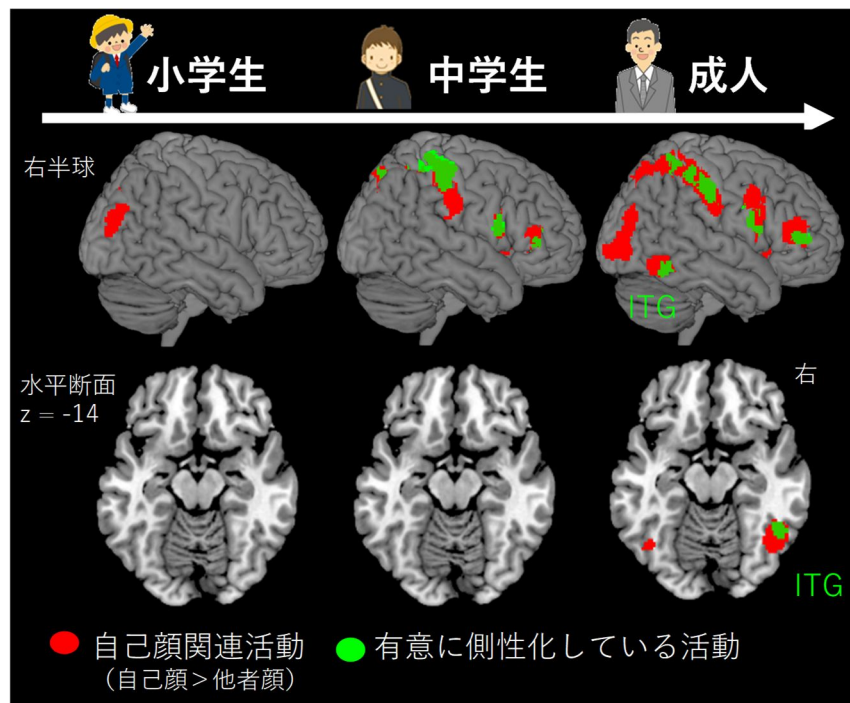 小学生
中学生
成人
右半球
ITG
水平断面
z = -14
右
ITG
自己顔関連活動
（自己顔＞他者顔）
有意に側性化している活動